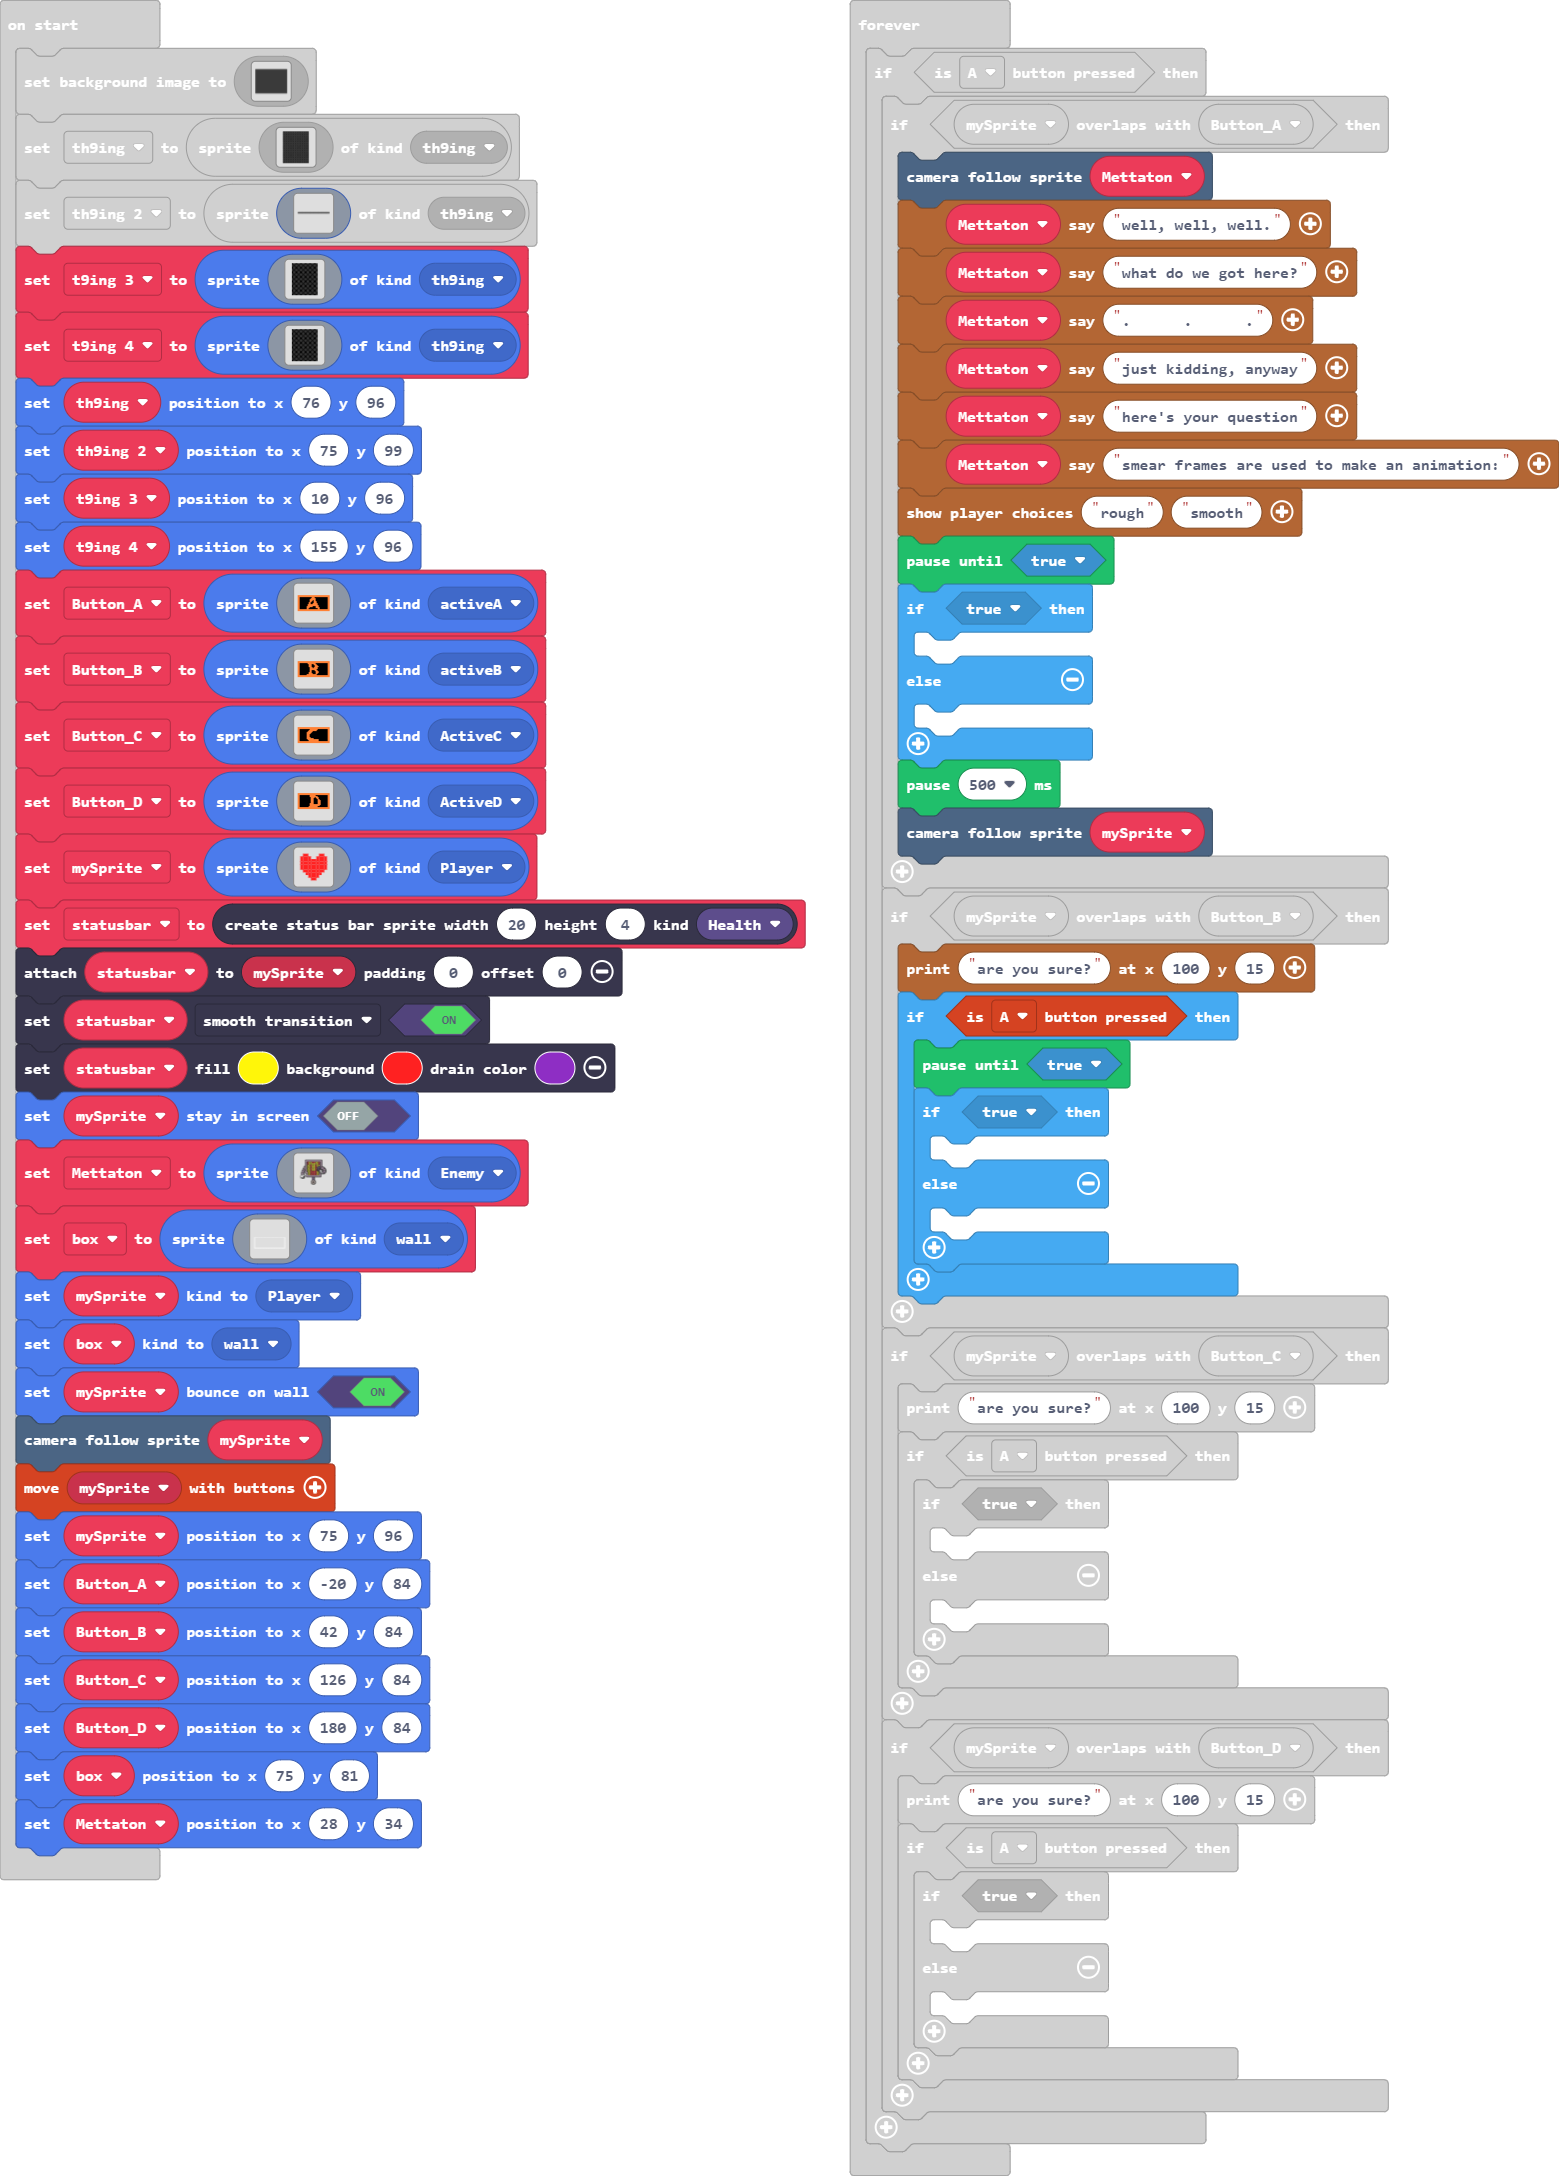 on start
set background image to
set th9ing to sprite of kind th9ing
set th9ing 2 to sprite of kind th9ing
set t9ing 3 to sprite of kind th9ing
set t9ing 4 to sprite of kind th9ing
set th9ing position to x 76 y 96
set th9ing 2 position to x 75 y 99
set t9ing 3 position to x 10 y 96
set t9ing 4 position to x 155 y 96
set Button_A to sprite A of kind activeA
set Button_B to sprite B of kind activeB
set Button_C to sprite C of kind ActiveC
set Button_D to sprite D of kind ActiveD
set mySprite to sprite of kind Player
set statusbar to create status bar sprite width 20 height 4 kind Health
attach statusbar to mySprite padding 0 offset 0
set statusbar smooth transition ON
set statusbar fill background drain color
set mySprite stay in screen OFF
set Mettaton to sprite of kind Enemy
set box to sprite of kind wall
set mySprite kind to Player
set box kind to wall
set mySprite bounce on wall ON
camera follow sprite mySprite
move mySprite with buttons
set mySprite position to x 75 y 96
set Button_A position to x -20 y 84
set Button_B position to x 42 y 84
set Button_C position to x 126 y 84
set Button_D position to x 180 y 84
set box position to x 75 y 81
set Mettaton position to x 28 y 34
forever
if is A button pressed then
if mySprite overlaps with Button_A then
camera follow sprite Mettaton
Mettaton say "well, well, well."
Mettaton say "what do we got here?"
Mettaton say ". . ."
Mettaton say "just kidding, anyway"
Mettaton say "here's your question"
Mettaton say "smear frames are used to make an animation:"
show player choices "rough" "smooth"
pause until true
if true then
else
pause 500 ms
camera follow sprite mySprite
if mySprite overlaps with Button_B then
print "are you sure?" at x 100 y 15
if is A button pressed then
pause until true
if true then
else
if mySprite overlaps with Button_C then
print "are you sure?" at x 100 y 15
if is A button pressed then
if true then
else
if mySprite overlaps with Button_D then
print "are you sure?" at x 100 y 15
if is A button pressed then
if true then
else